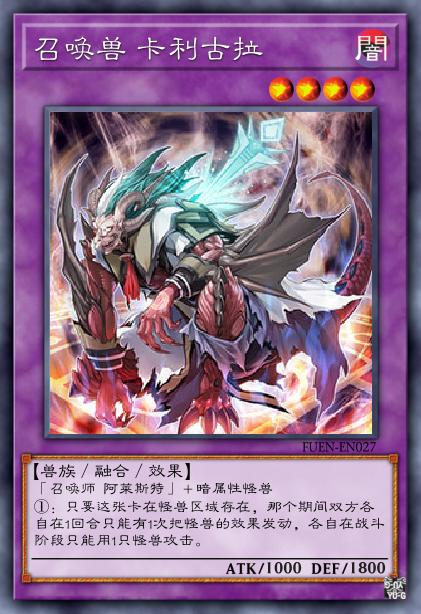 召唤兽 卡利古拉
闇
FUEN-EN027
【兽族／融合／效果】
「召唤师 阿莱斯特」＋暗属性怪兽
①：只要这张卡在怪兽区域存在，那个期间双方各
自在1回合只能有1次把怪兽的效果发动，各自在战斗
阶段只能用1只怪兽攻击。
ATK/1000 DEF/1800